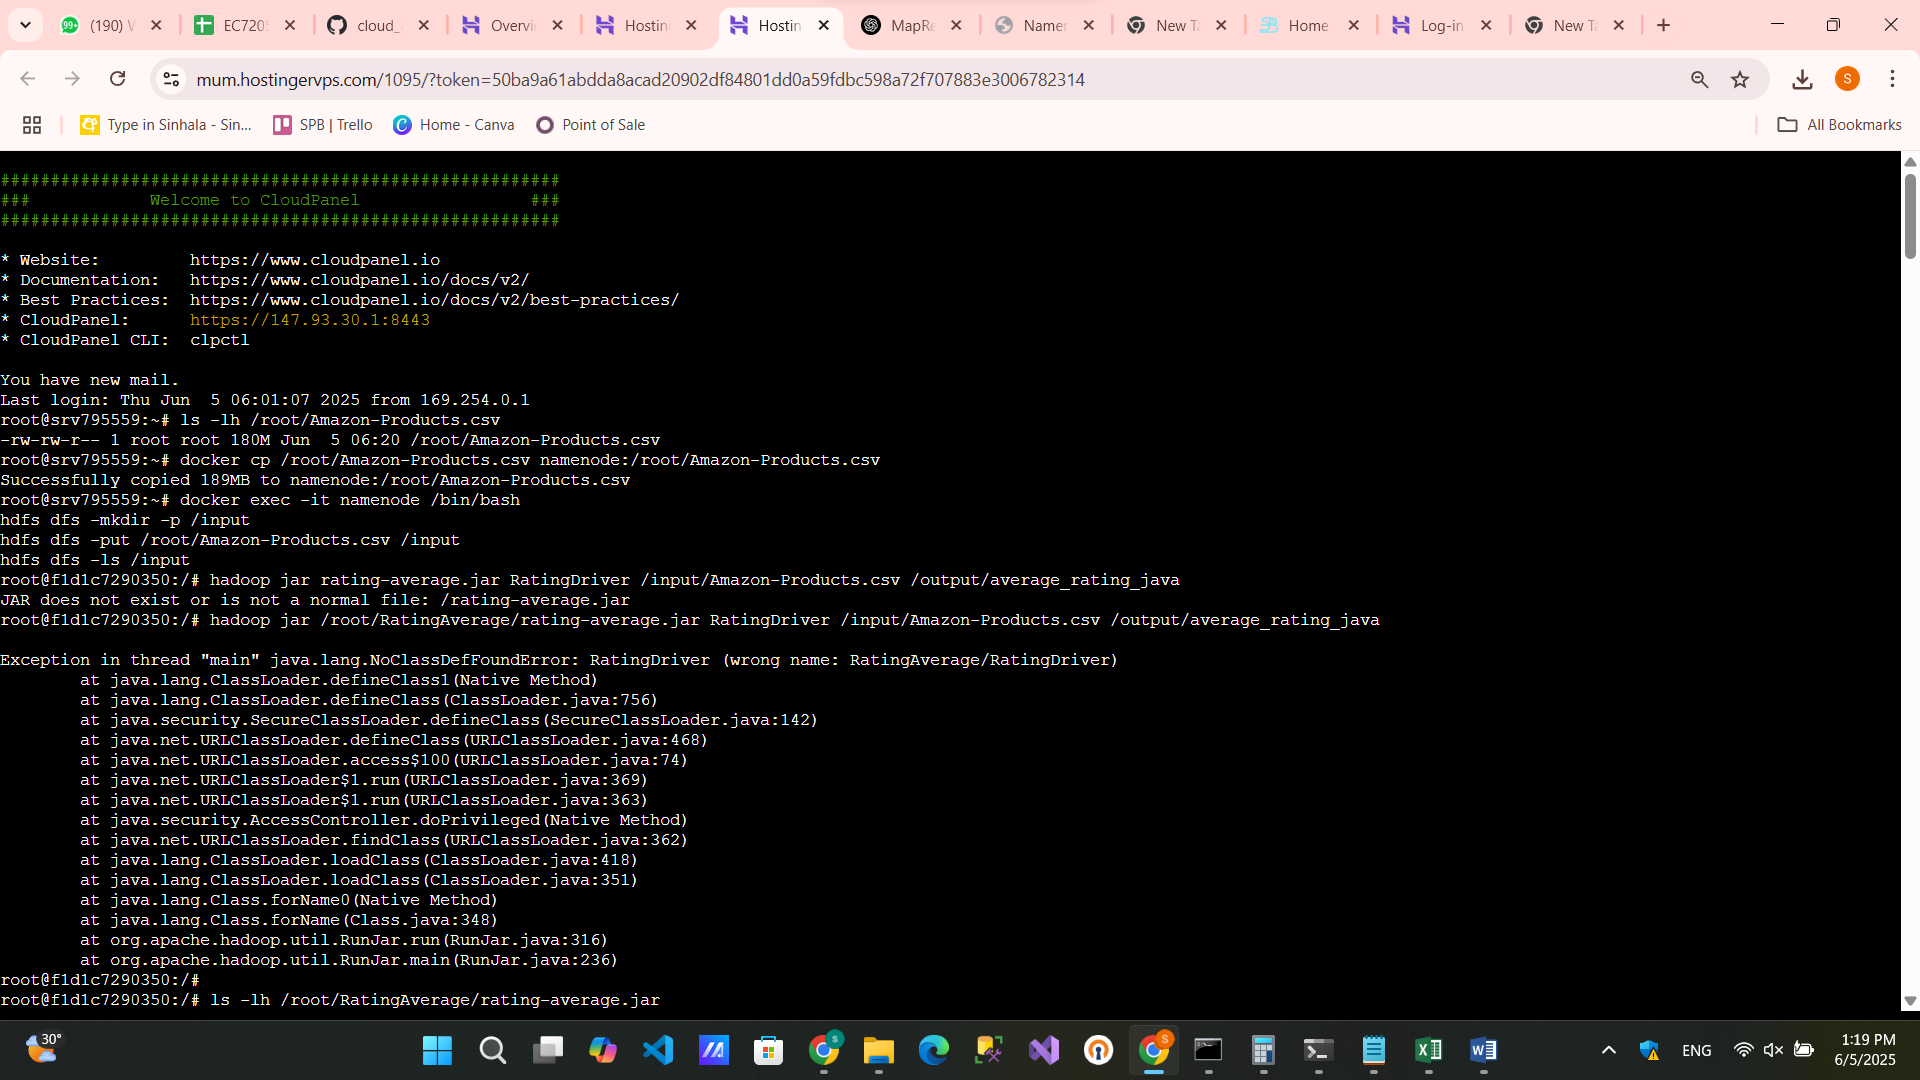 (190) W
EC7205
cloud_
Overvi
Hostin
Hostin
MapRe
Namen
New Ta
Home
Log-in
New Ta
mum.hostingervps.com/1095/?token=50ba9a61abdda8acad20902df84801dd0a59fdbc598a72f707883e3006782314
S
Type in Sinhala - Sin...
SPB | Trello
Home - Canva
Point of Sale
All Bookmarks
########################################################
###            Welcome to CloudPanel                 ###
########################################################
* Website:         https://www.cloudpanel.io
* Documentation:   https://www.cloudpanel.io/docs/v2/
* Best Practices:  https://www.cloudpanel.io/docs/v2/best-practices/
* CloudPanel:      https://147.93.30.1:8443
* CloudPanel CLI:  clpctl
You have new mail.
Last login: Thu Jun  5 06:01:07 2025 from 169.254.0.1
root@srv795559:~# ls -lh /root/Amazon-Products.csv
-rw-rw-r-- 1 root root 180M Jun  5 06:20 /root/Amazon-Products.csv
root@srv795559:~# docker cp /root/Amazon-Products.csv namenode:/root/Amazon-Products.csv
Successfully copied 189MB to namenode:/root/Amazon-Products.csv
root@srv795559:~# docker exec -it namenode /bin/bash
hdfs dfs -mkdir -p /input
hdfs dfs -put /root/Amazon-Products.csv /input
hdfs dfs -ls /input
root@f1d1c7290350:/# hadoop jar rating-average.jar RatingDriver /input/Amazon-Products.csv /output/average_rating_java
JAR does not exist or is not a normal file: /rating-average.jar
root@f1d1c7290350:/# hadoop jar /root/RatingAverage/rating-average.jar RatingDriver /input/Amazon-Products.csv /output/average_rating_java
Exception in thread "main" java.lang.NoClassDefFoundError: RatingDriver (wrong name: RatingAverage/RatingDriver)
        at java.lang.ClassLoader.defineClass1(Native Method)
        at java.lang.ClassLoader.defineClass(ClassLoader.java:756)
        at java.security.SecureClassLoader.defineClass(SecureClassLoader.java:142)
        at java.net.URLClassLoader.defineClass(URLClassLoader.java:468)
        at java.net.URLClassLoader.access$100(URLClassLoader.java:74)
        at java.net.URLClassLoader$1.run(URLClassLoader.java:369)
        at java.net.URLClassLoader$1.run(URLClassLoader.java:363)
        at java.security.AccessController.doPrivileged(Native Method)
        at java.net.URLClassLoader.findClass(URLClassLoader.java:362)
        at java.lang.ClassLoader.loadClass(ClassLoader.java:418)
        at java.lang.ClassLoader.loadClass(ClassLoader.java:351)
        at java.lang.Class.forName0(Native Method)
        at java.lang.Class.forName(Class.java:348)
        at org.apache.hadoop.util.RunJar.run(RunJar.java:316)
        at org.apache.hadoop.util.RunJar.main(RunJar.java:236)
root@f1d1c7290350:/#
root@f1d1c7290350:/# ls -lh /root/RatingAverage/rating-average.jar
30°
ENG
1:19 PM
6/5/2025